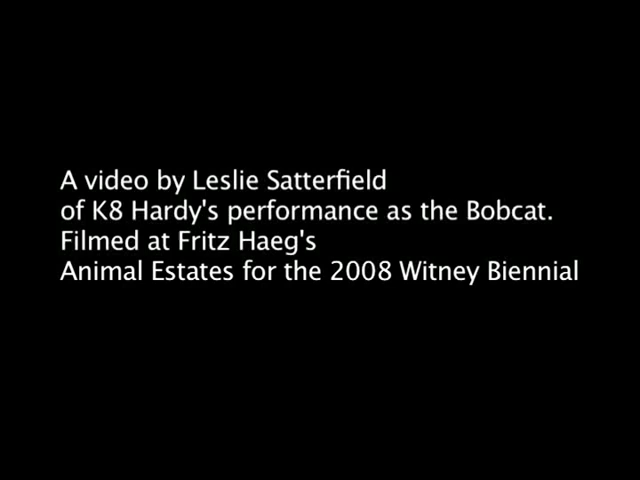 A video by Leslie Satterfield
of K8 Hardy's performance as the Bobcat.
Filmed at Fritz Haeg's
Animal Estates for the 2008 Witney Biennial